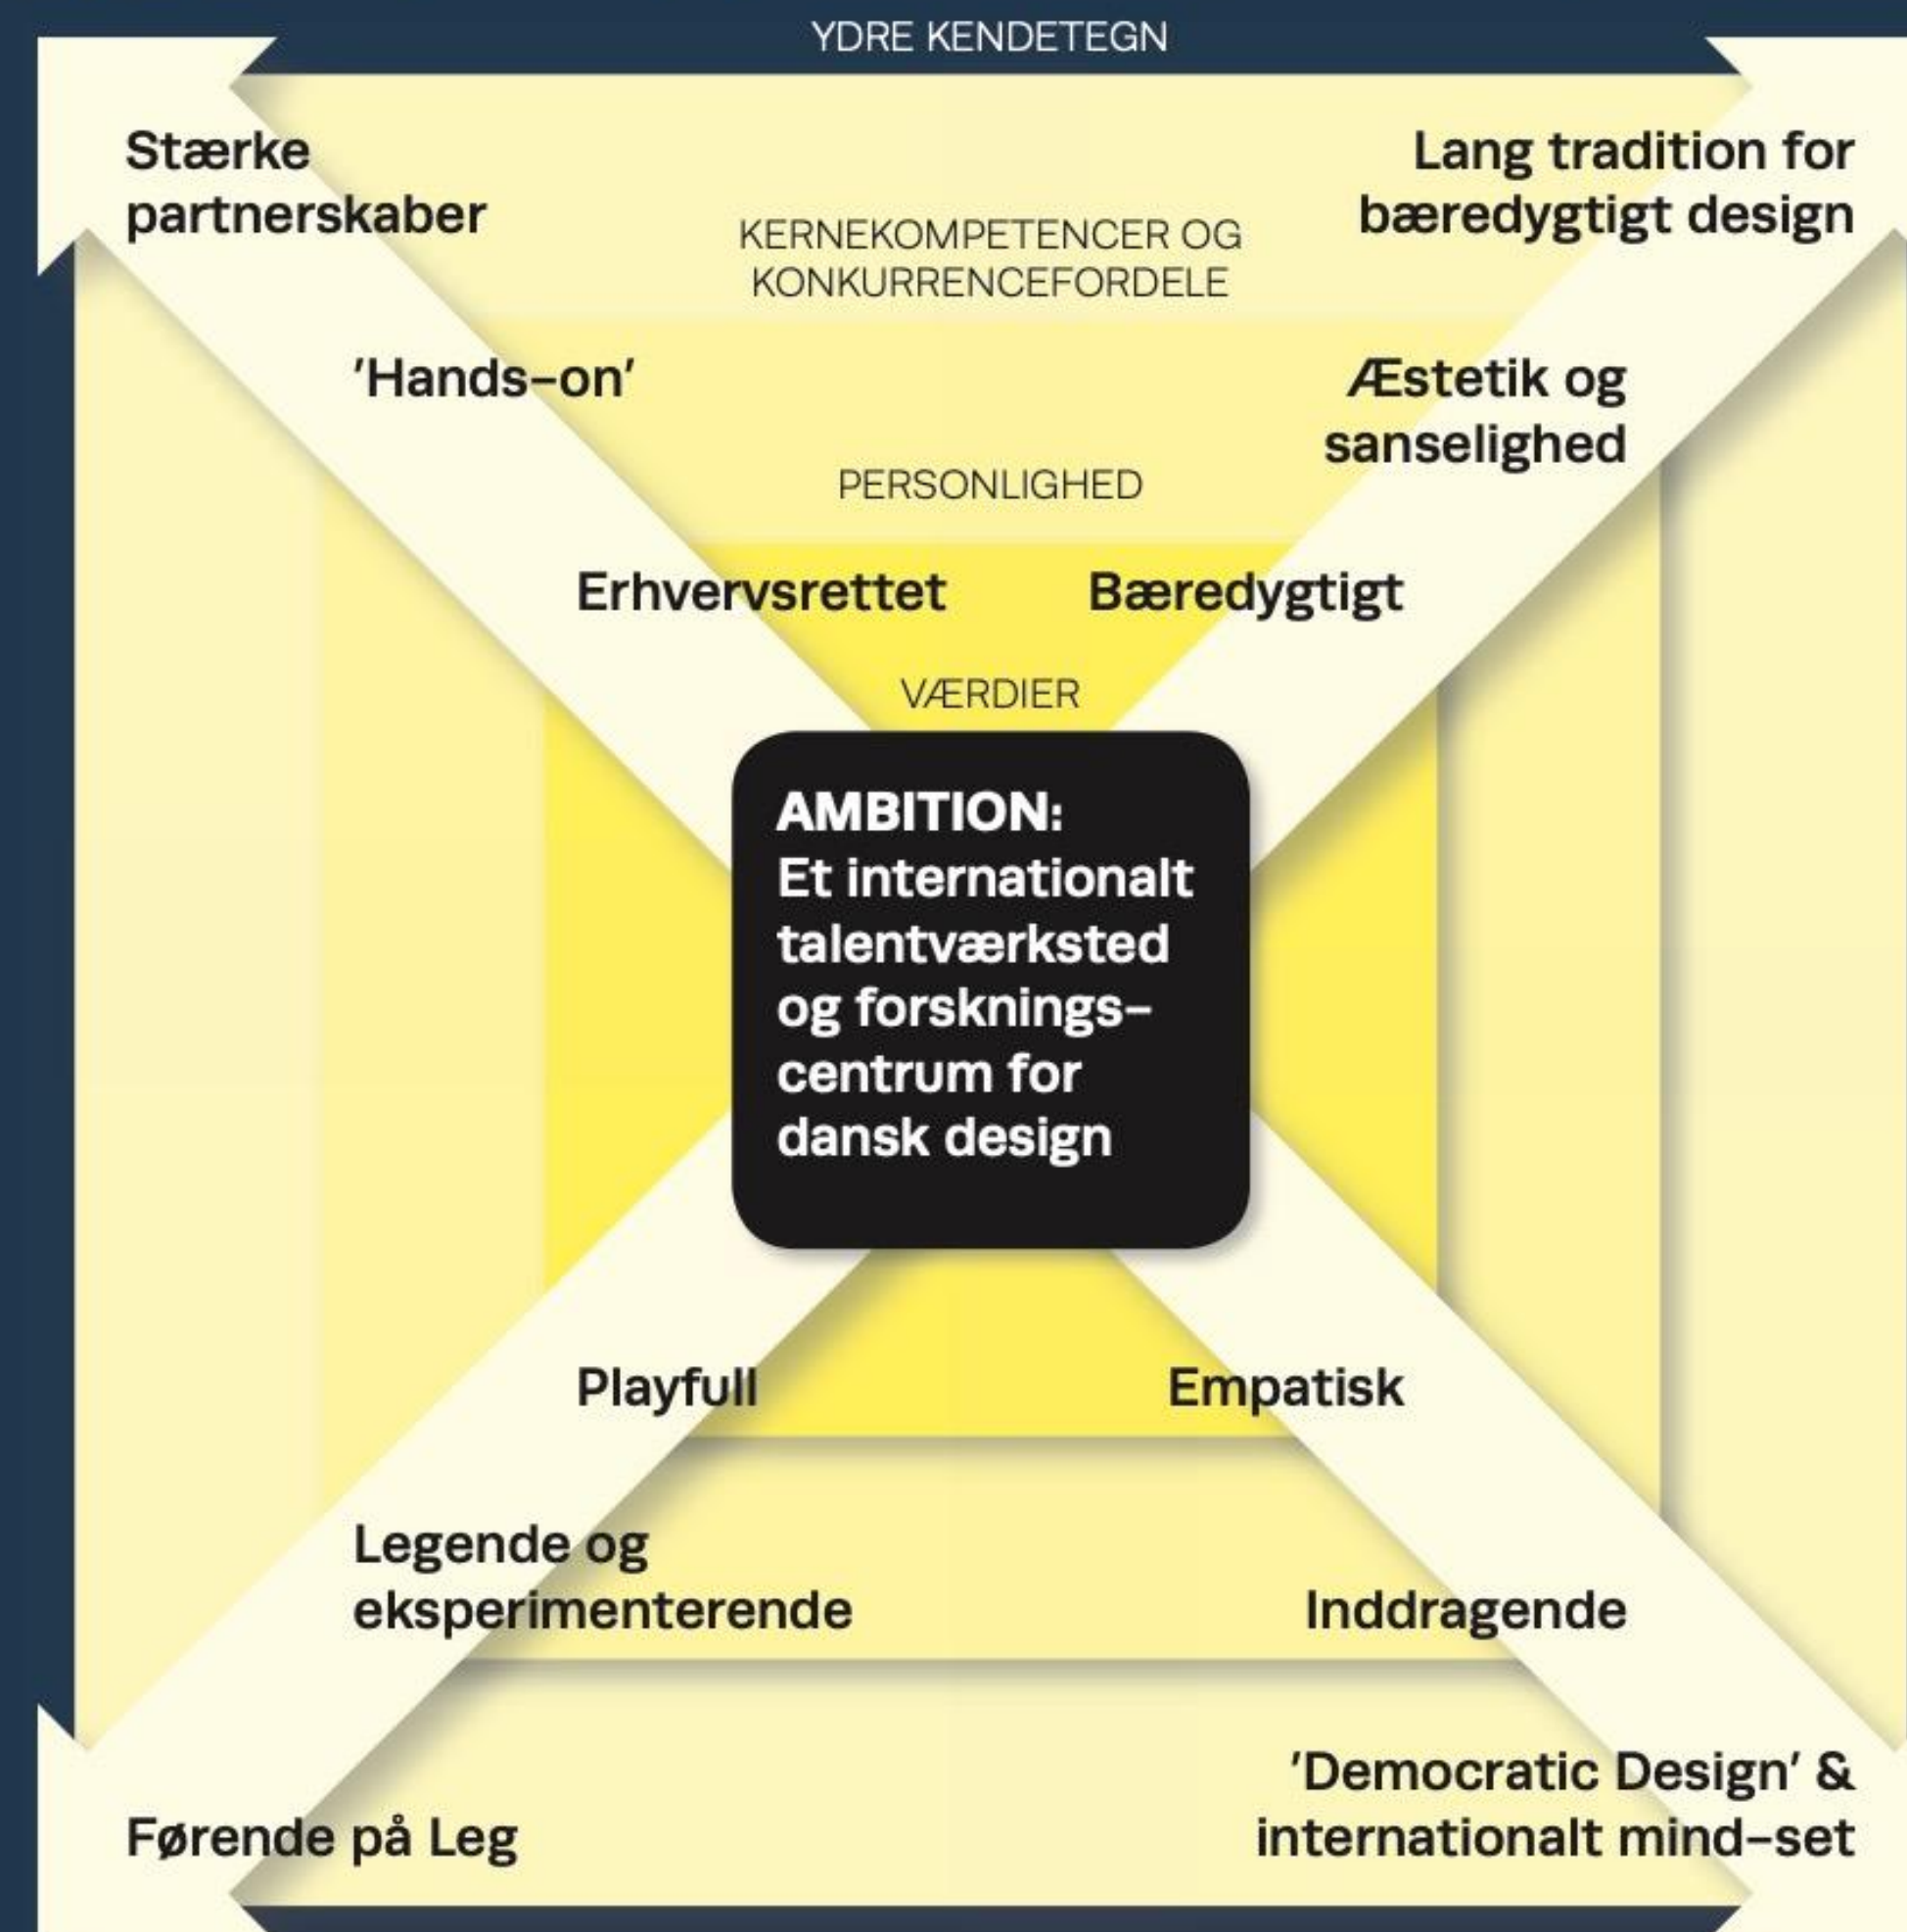 YDRE KENDETEGN
Stærke
partnerskaber
Lang tradition for
bæredygtigt design
KERNEKOMPETENCER OG
KONKURRENCEFORDELE
'Hands-on'
Æstetik og
sanselighed
PERSONLIGHED
Erhvervsrettet
Bæredygtigt
VÆRDIER
AMBITION:
Et internationalt
talentværksted
og forsknings-
centrum for
dansk design
Playfull
Empatisk
Legende og
eksperimenterende
Inddragende
Førende på Leg
'Democratic Design' &
internationalt mind-set